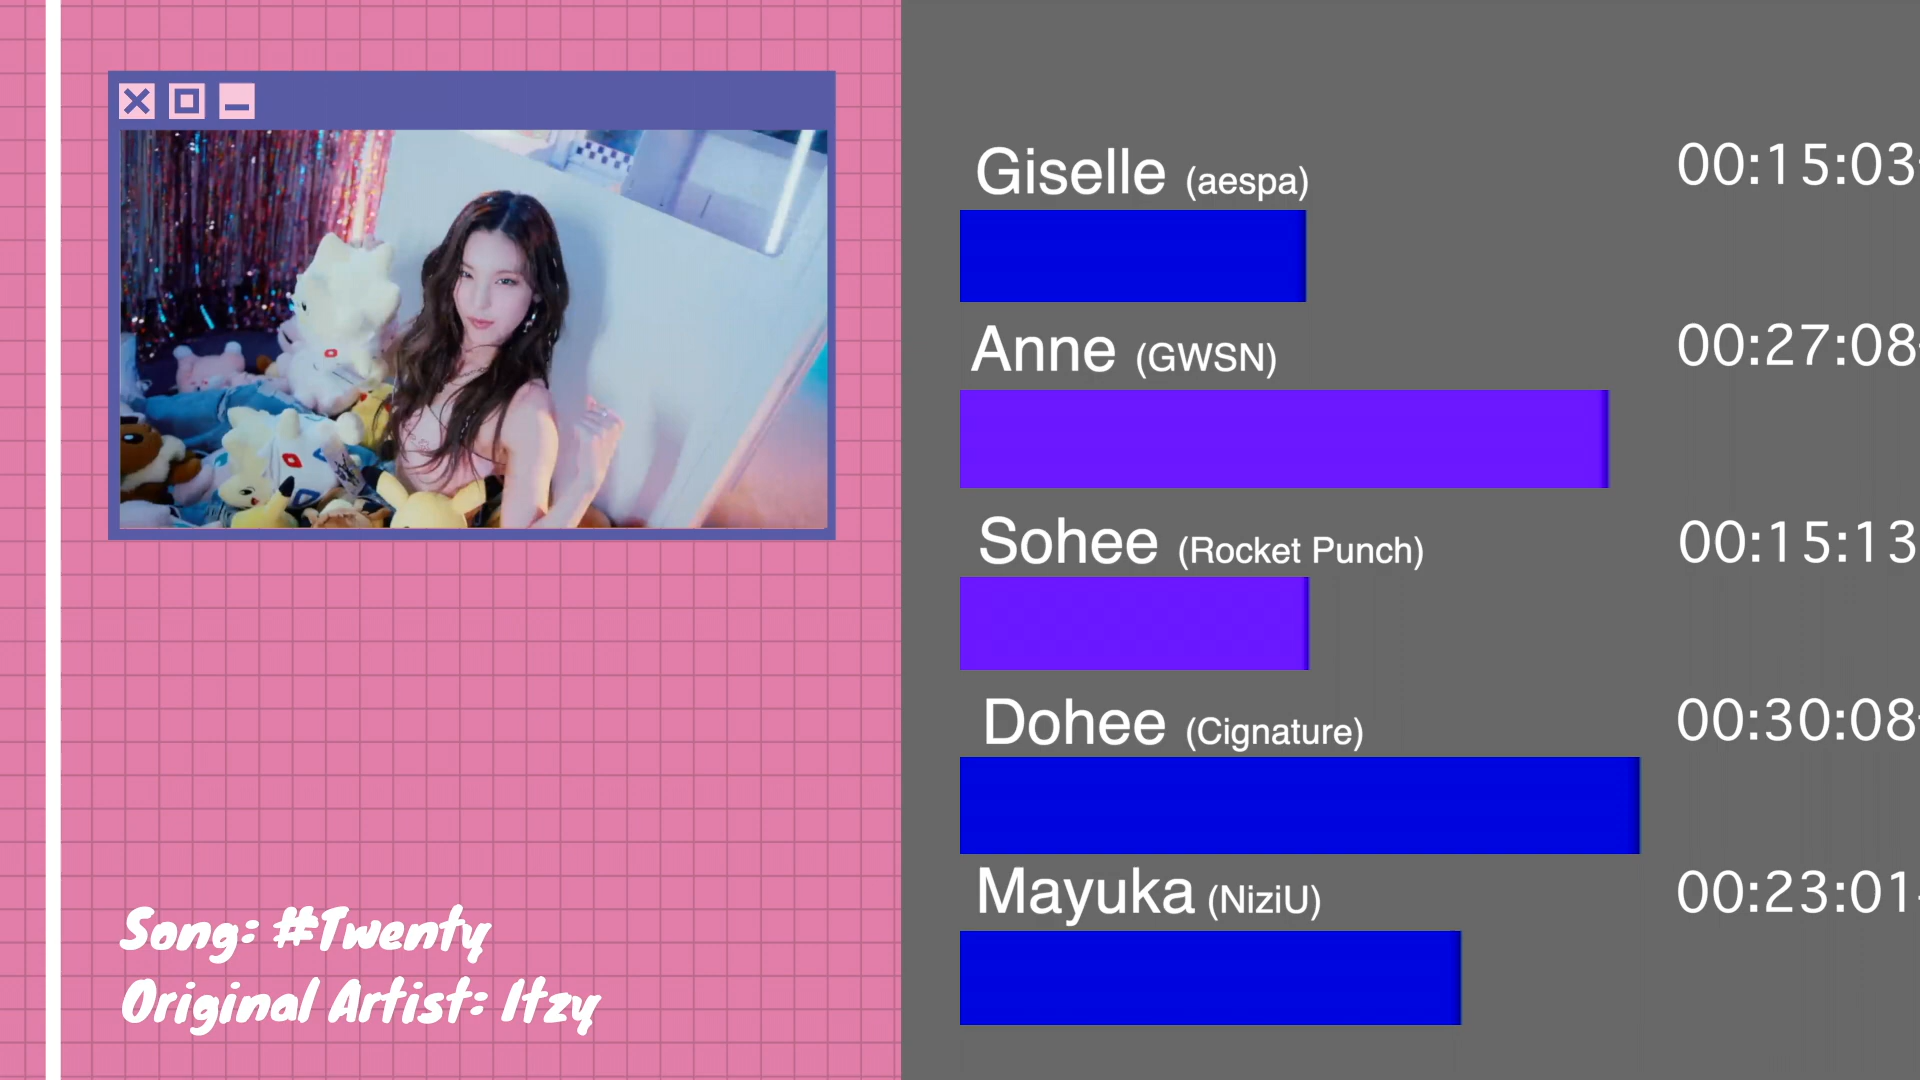 Giselle (aespa) 00:15:03
Anne (GWSN) 00:27:08
Sohee (Rocket Punch) 00:15:13
Dohee (Cignature) 00:30:08
Mayuka (NiziU) 00:23:01
Song: #Twenty
Original Artist: Itzy